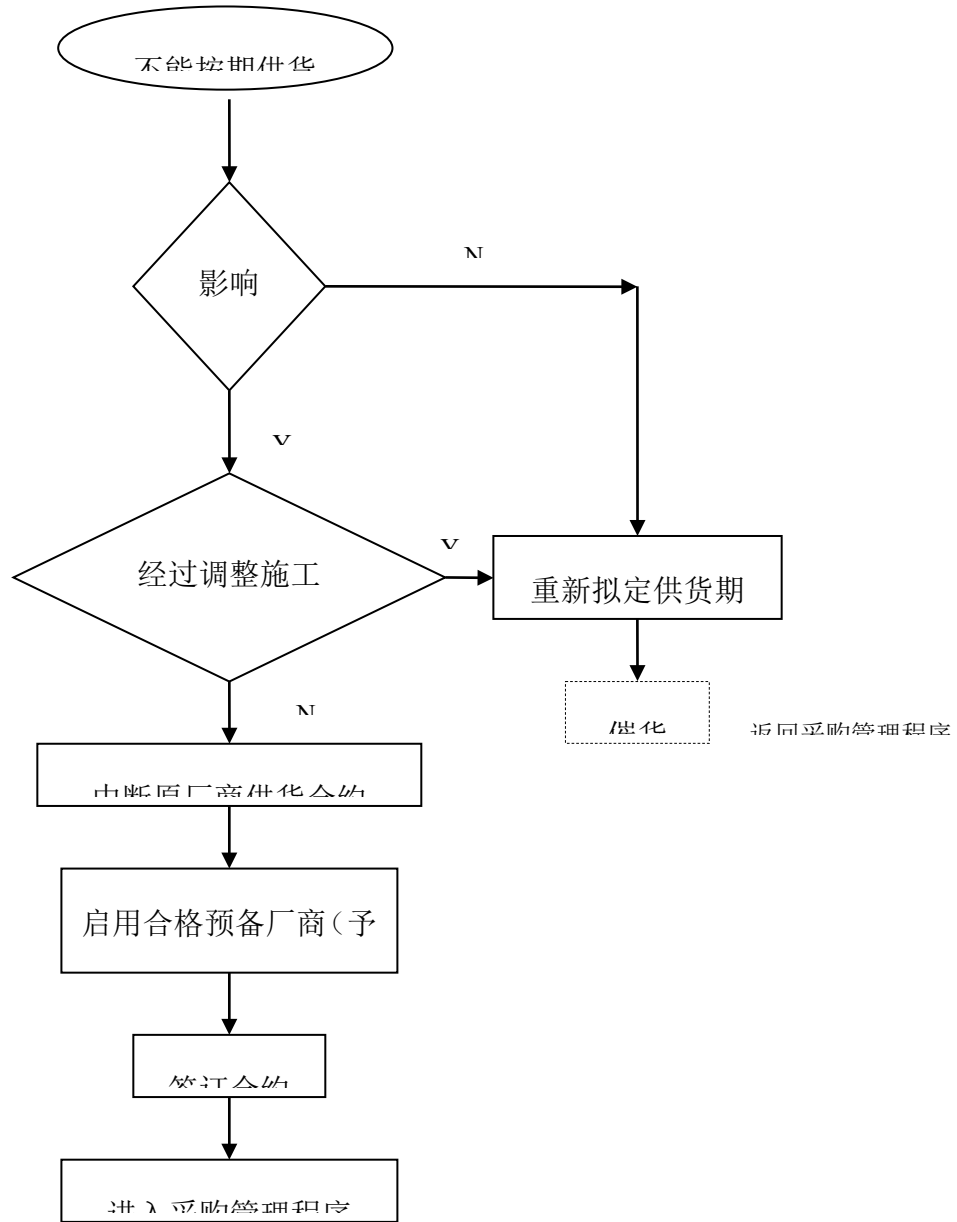 不能按期供货
N
影响
Y
经过调整施工
Y
重新拟定供货期
N
催货
返回采购管理程序
中断原厂商供货合约
启用合格预备厂商（予
签订合约
进入采购管理程序